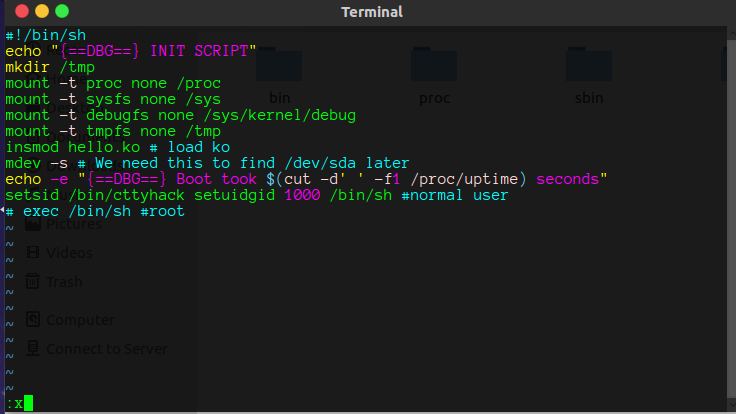 Terminal
#!/bin/sh
echo "{==DBG==} INIT SCRIPT"
mkdir /tmp
mount -t proc none /proc
mount -t sysfs none /sys
mount -t debugfs none /sys/kernel/debug
mount -t tmpfs none /tmp
insmod hello.ko # load ko
mdev -s # We need this to find /dev/sda later
echo -e "{==DBG==} Boot took $(cut -d' ' -f1 /proc/uptime) seconds"
setsid /bin/cttyhack setuidgid 1000 /bin/sh #normal user
# exec /bin/sh #root
~
~
~
~
~
~
~
~
~
~
~
:x
bin
proc
sbin
Pictures
Videos
Trash
Computer
Connect to Server